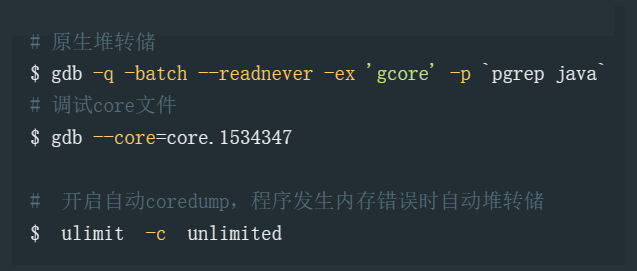 # 原生堆转储
$ gdb -q -batch --readnever -ex 'gcore' -p `pgrep java`
# 调试core文件
$ gdb --core=core.1534347
# 开启自动coredump，程序发生内存错误时自动堆转储
$ ulimit -c unlimited